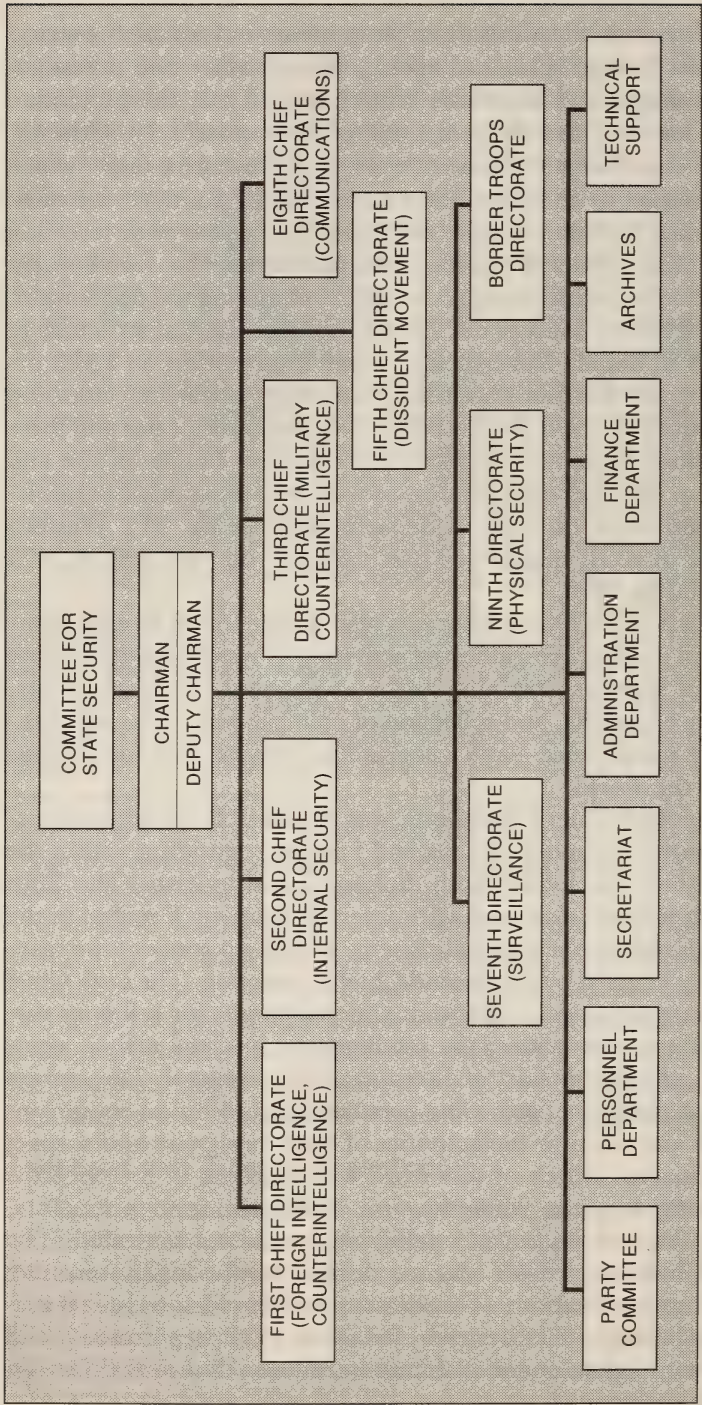 COMMITTEE FOR
STATE SECURITY
CHAIRMAN
DEPUTY CHAIRMAN
FIRST CHIEF DIRECTORATE
(FOREIGN INTELLIGENCE,
COUNTERINTELLIGENCE)
SECOND CHIEF
DIRECTORATE
(INTERNAL SECURITY)
THIRD CHIEF
DIRECTORATE (MILITARY
COUNTERINTELLIGENCE)
EIGHTH CHIEF
DIRECTORATE
(COMMUNICATIONS)
FIFTH CHIEF DIRECTORATE
(DISSIDENT MOVEMENT)
SEVENTH DIRECTORATE
(SURVEILLANCE)
NINTH DIRECTORATE
(PHYSICAL SECURITY)
BORDER TROOPS
DIRECTORATE
PARTY
COMMITTEE
PERSONNEL
DEPARTMENT
SECRETARIAT
ADMINISTRATION
DEPARTMENT
FINANCE
DEPARTMENT
ARCHIVES
TECHNICAL
SUPPORT